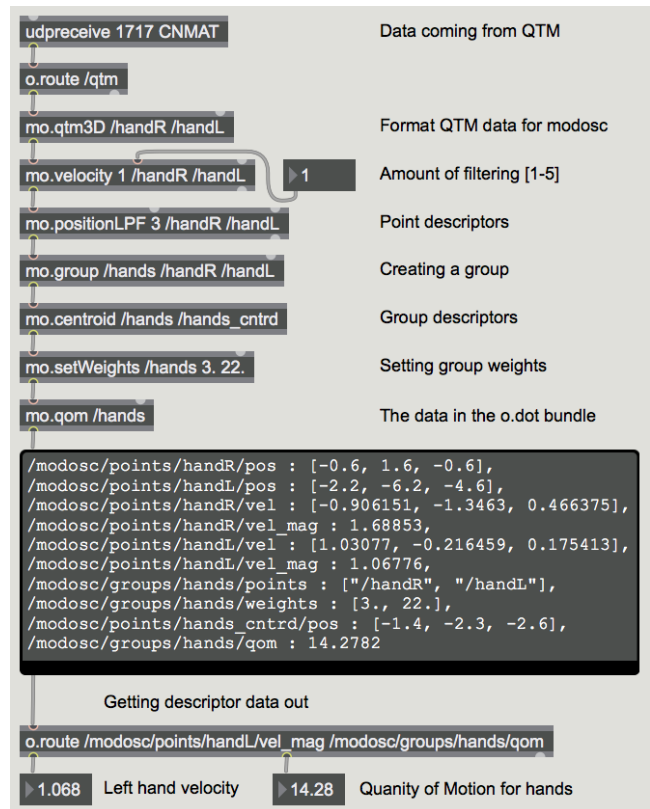 udpreceive 1717 CNMAT Data coming from QTM
o.route /qtm
mo.qtm3D /handR /handL Format QTM data for modosc
mo.velocity 1 /handR /handL 1 Amount of filtering [1-5]
mo.positionLPF 3 /handR /handL Point descriptors
mo.group /hands /handR /handL Creating a group
mo.centroid /hands /hands_cntrd Group descriptors
mo.setWeights /hands 3. 22. Setting group weights
mo.qom /hands The data in the o.dot bundle
/modosc/points/handR/pos : [-0.6, 1.6, -0.6],
/modosc/points/handL/pos : [-2.2, -6.2, -4.6],
/modosc/points/handR/vel : [-0.906151, -1.3463, 0.466375],
/modosc/points/handR/vel_mag : 1.68853,
/modosc/points/handL/vel : [1.03077, -0.216459, 0.175413],
/modosc/points/handL/vel_mag : 1.06776,
/modosc/groups/hands/points : ["/handR", "/handL"],
/modosc/groups/hands/weights : [3., 22.],
/modosc/points/hands_cntrd/pos : [-1.4, -2.3, -2.6],
/modosc/groups/hands/qom : 14.2782
Getting descriptor data out
o.route /modosc/points/handL/vel_mag /modosc/groups/hands/qom
1.068 Left hand velocity 14.28 Quanity of Motion for hands